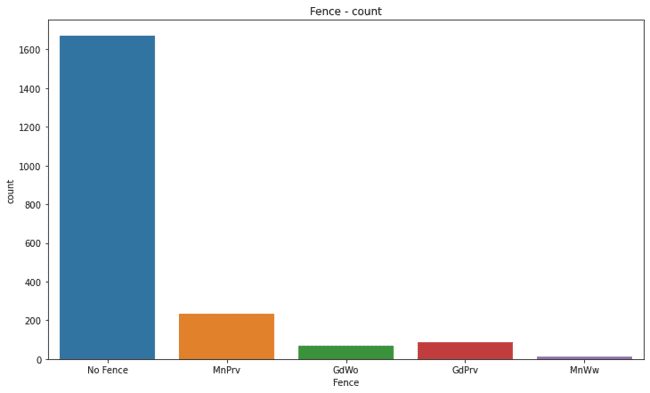 Fence - count
1600
1400
1200
1000
800
600
400
200
0
count
No Fence
MnPrv
GdWo
GdPrv
MnWw
Fence